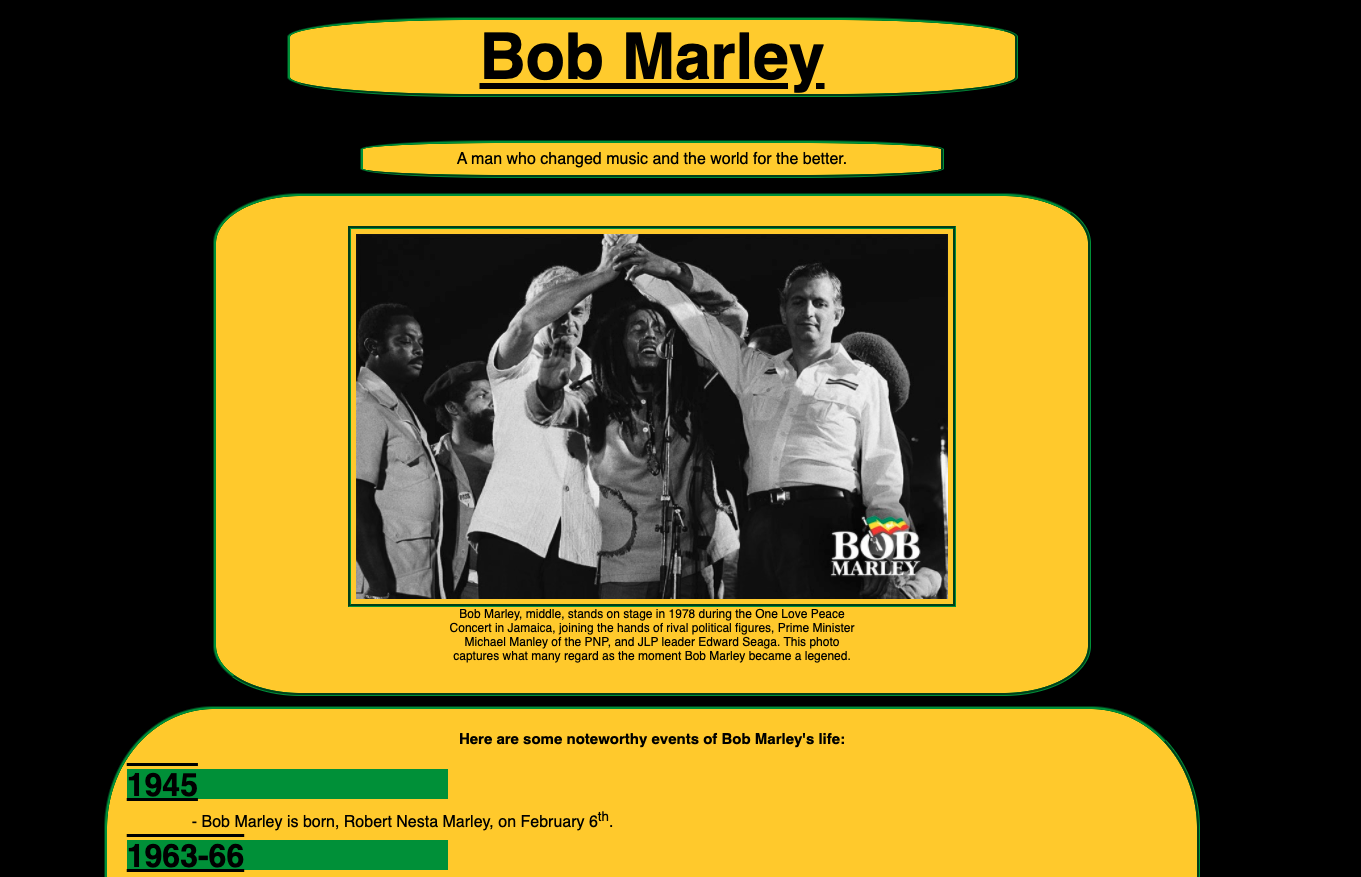 Bob Marley
A man who changed music and the world for the better.
BOB
MARLEY
Bob Marley, middle, stands on stage in 1978 during the One Love Peace
Concert in Jamaica, joining the hands of rival political figures, Prime Minister
Michael Manley of the PNP, and JLP leader Edward Seaga. This photo
captures what many regard as the moment Bob Marley became a legened.
Here are some noteworthy events of Bob Marley's life:
1945
- Bob Marley is born, Robert Nesta Marley, on February 6th.
1963-66